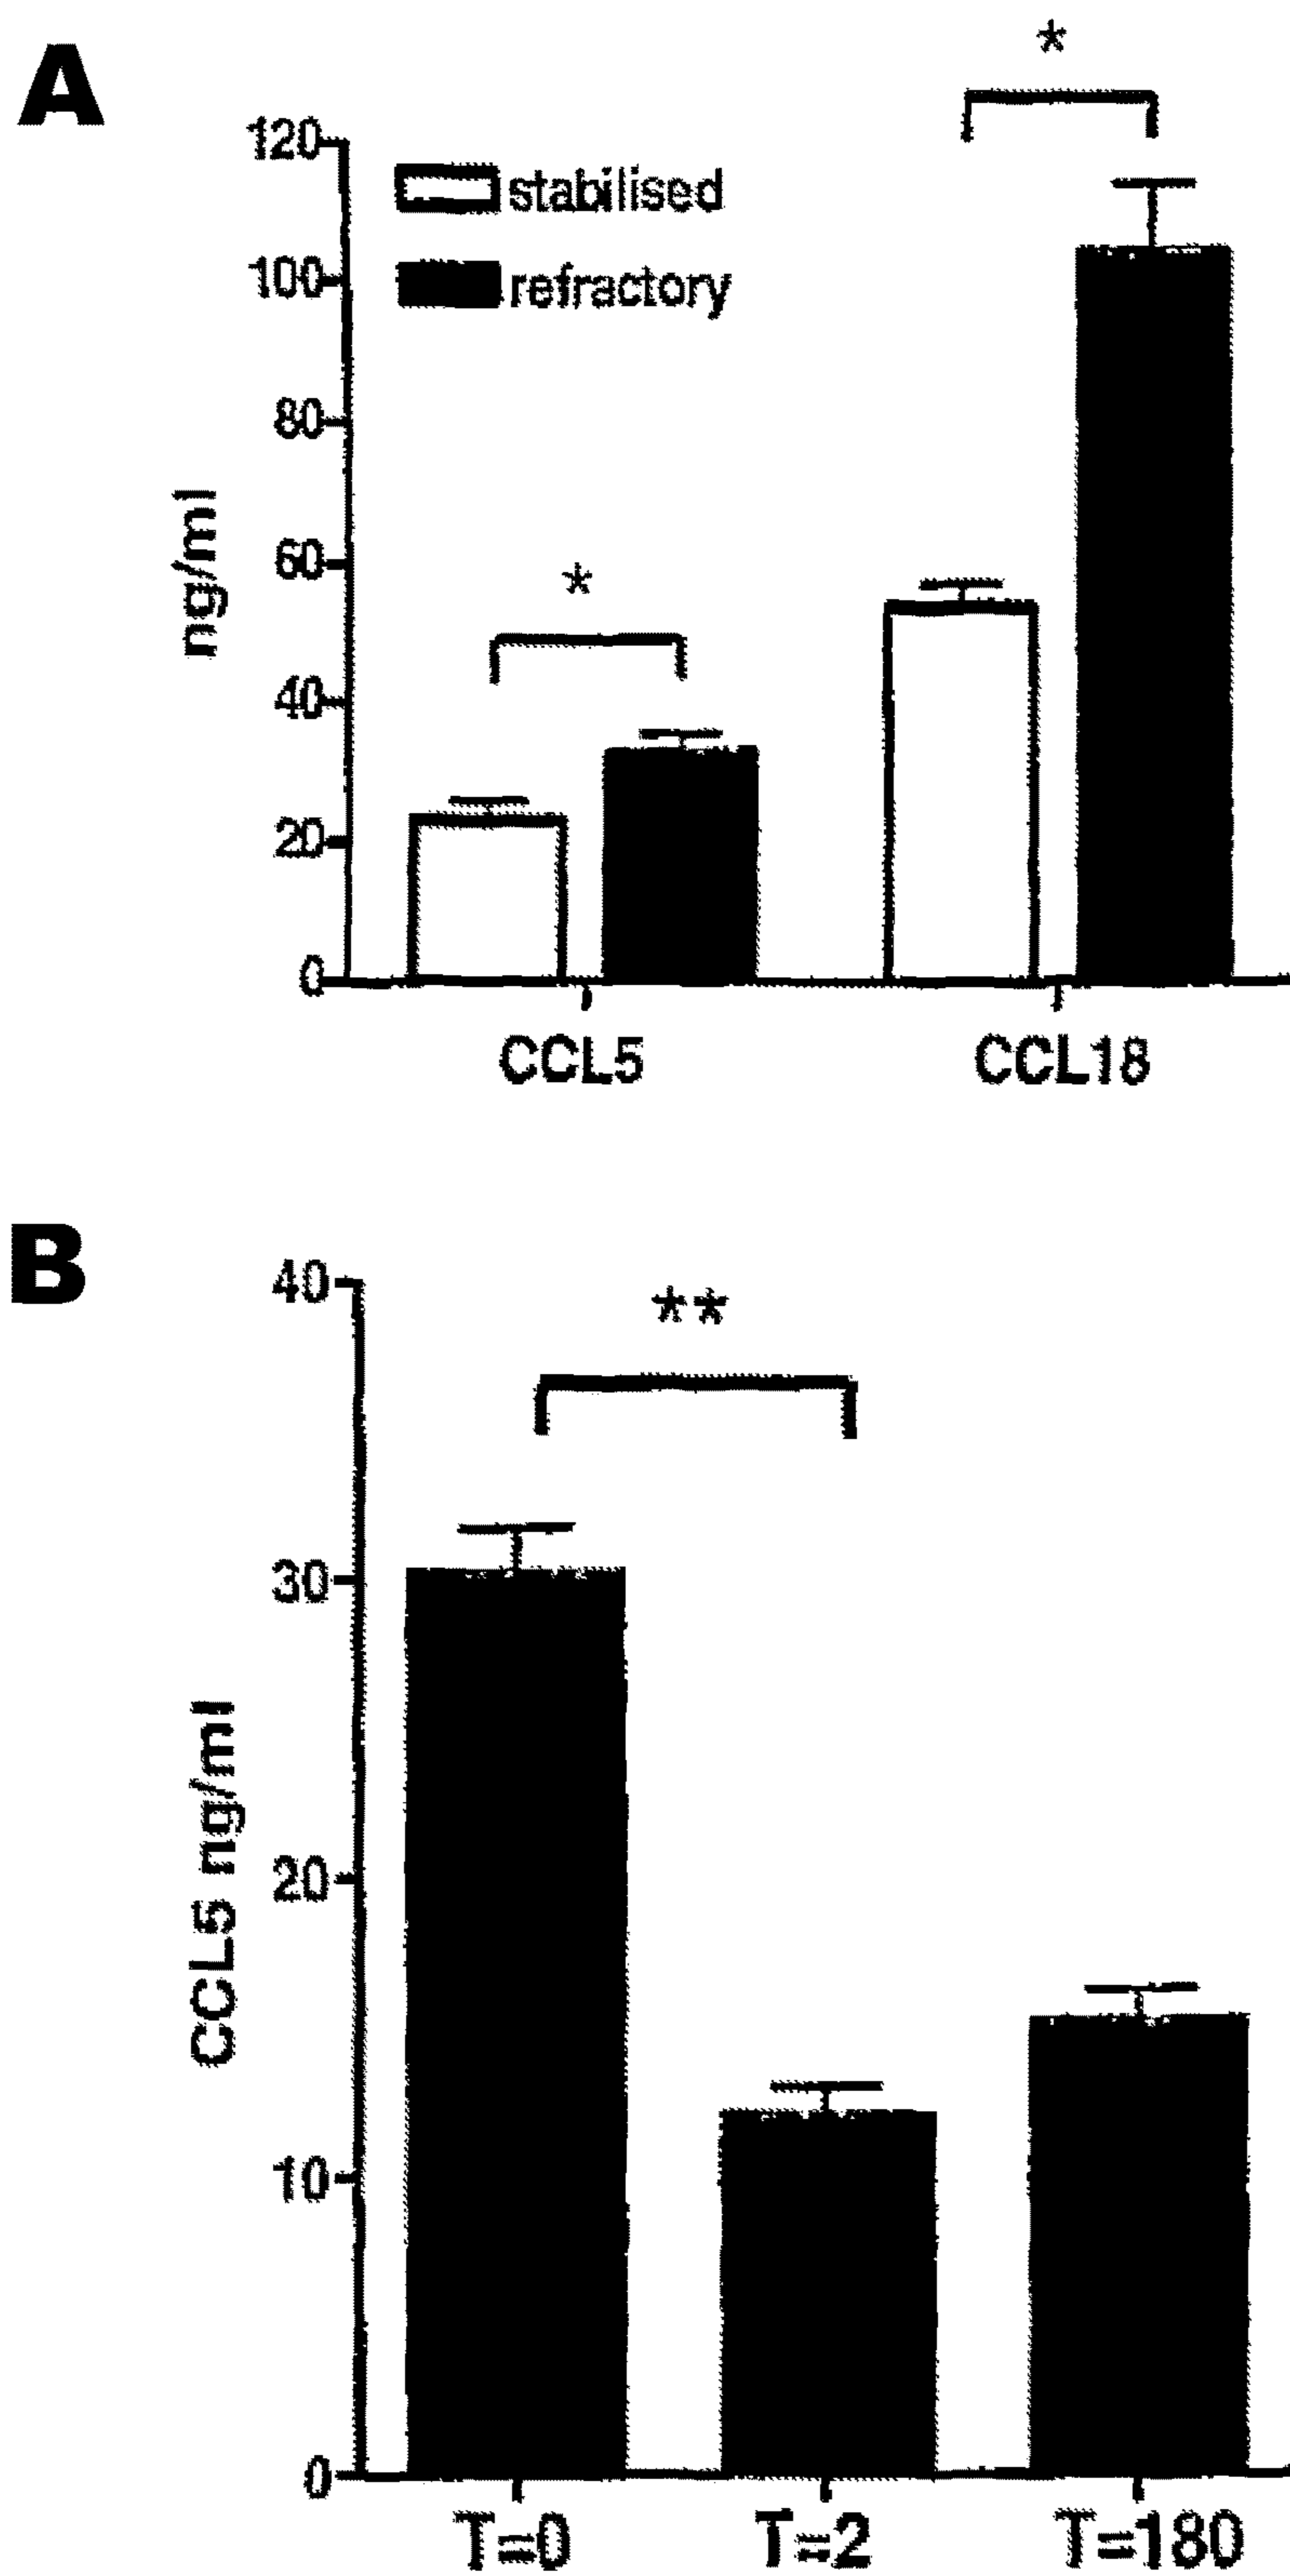 A
*
120
stabilised
100
refractory
80
ng/ml
60
*
40
20
0
CCL5 CCL18
B
40
**
30
CCL5 ng/ml
20
10
0
T=0 T=2 T=180